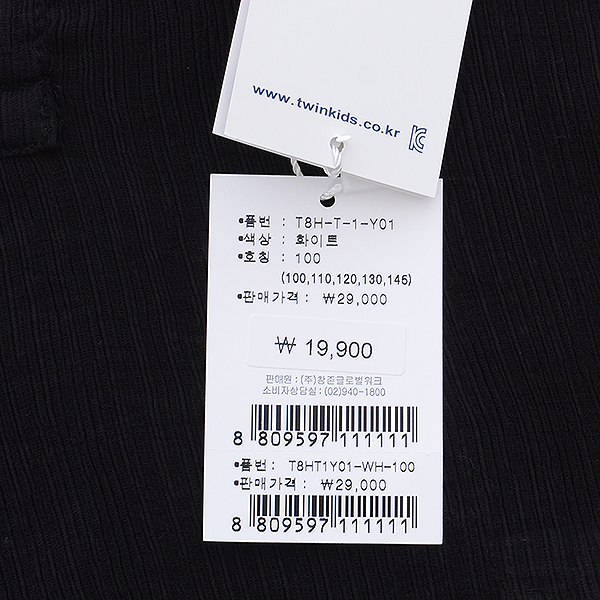 www.twinkids.co.kr
•품번 : T8H-T-1-Y01
•색상 : 화이트
•호칭 : 100
(100,110,120,130,145)
•판매가격 : ₩29,000
₩ 19,900
판매원 : (주)창존글로벌워크
소비자상담실 : (02)940-1800
8 809597 111111
•품번 : T8HT1Y01-WH-100
•판매가격 : ₩29,000
8 809597 111111